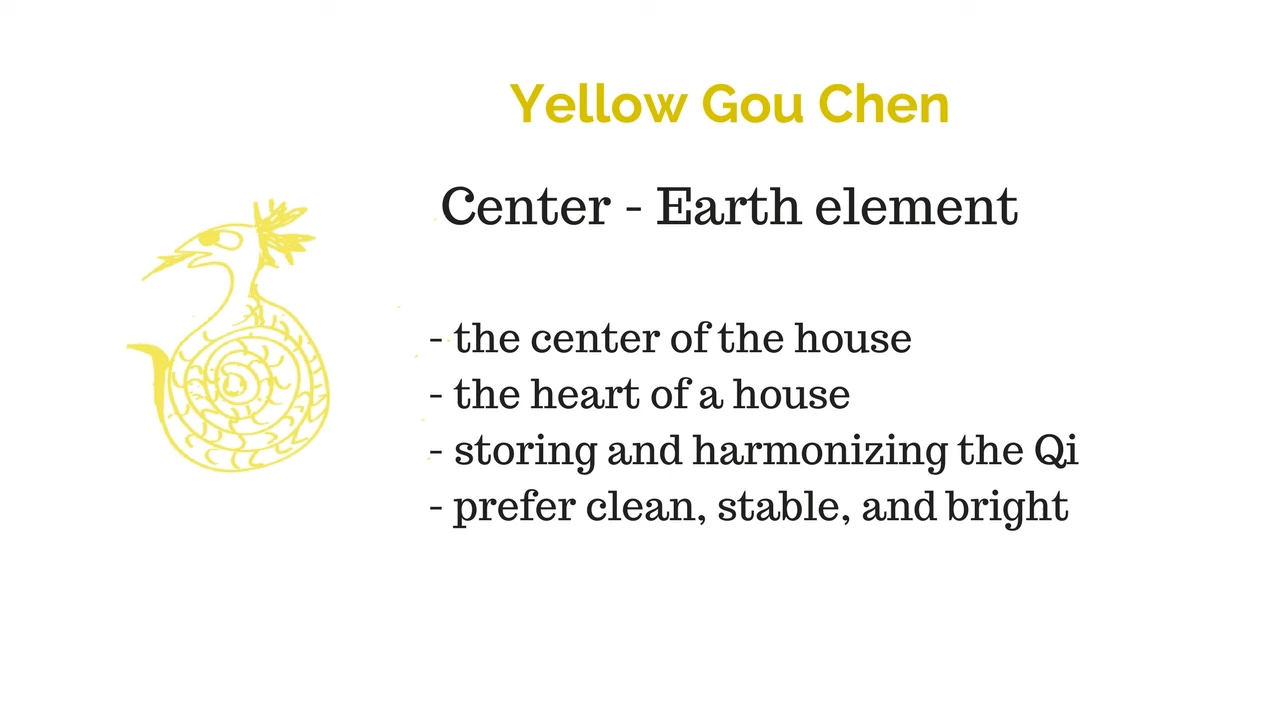 Yellow Gou Chen
Center - Earth element
- the center of the house
- the heart of a house
- storing and harmonizing the Qi
- prefer clean, stable, and bright